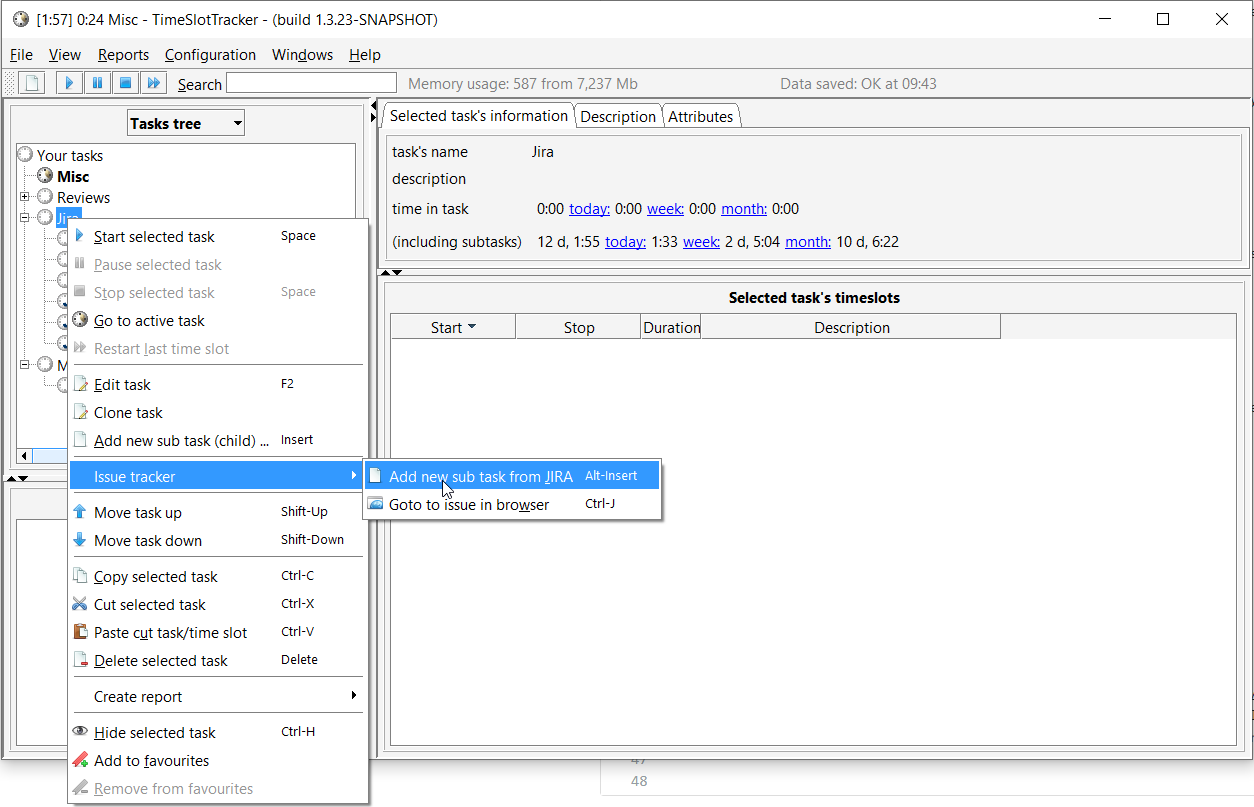 [1:57] 0:24 Misc - TimeSlotTracker - (build 1.3.23-SNAPSHOT)
File View Reports Configuration Windows Help
Search Memory usage: 587 from 7,237 Mb Data saved: OK at 09:43
Tasks tree
Your tasks
Misc
Reviews
Jira
M
Start selected task Space
Pause selected task
Stop selected task Space
Go to active task
Restart last time slot
Edit task F2
Clone task
Add new sub task (child) ... Insert
Issue tracker
Move task up Shift-Up
Move task down Shift-Down
Copy selected task Ctrl-C
Cut selected task Ctrl-X
Paste cut task/time slot Ctrl-V
Delete selected task Delete
Create report
Hide selected task Ctrl-H
Add to favourites
Remove from favourites
Add new sub task from JIRA Alt-Insert
Goto to issue in browser Ctrl-J
Selected task's information Description Attributes
task's name Jira
description
time in task 0:00 today: 0:00 week: 0:00 month: 0:00
(including subtasks) 12 d, 1:55 today: 1:33 week: 2 d, 5:04 month: 10 d, 6:22
Selected task's timeslots
Start Stop Duration Description
47
48